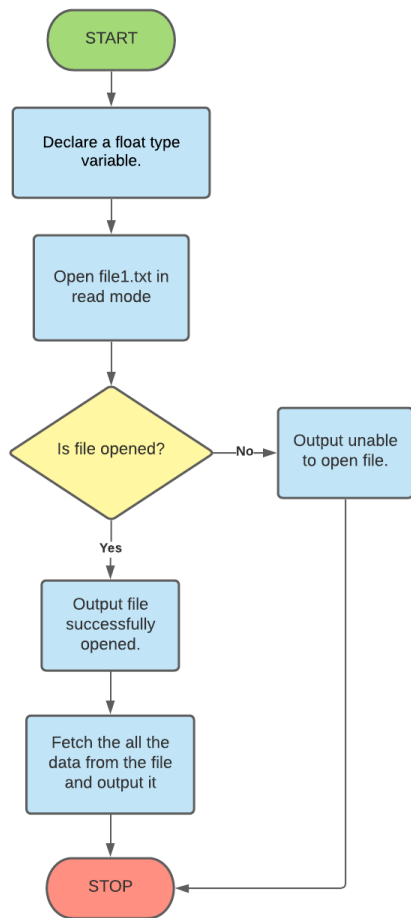 START
Declare a float type
variable.
Open file1.txt in
read mode
Is file opened?
No
Output unable
to open file.
Yes
Output file
successfully
opened.
Fetch the all the
data from the file
and output it
STOP